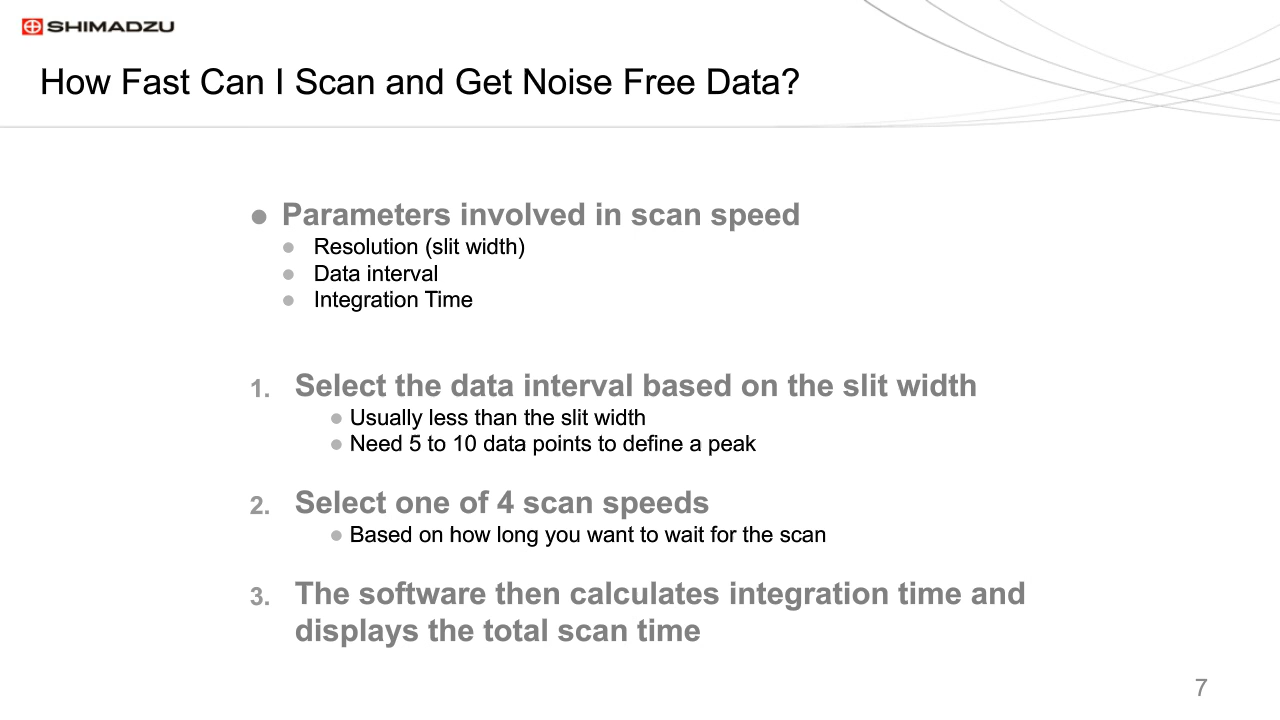 SHIMADZU
How Fast Can I Scan and Get Noise Free Data?
● Parameters involved in scan speed
● Resolution (slit width)
● Data interval
● Integration Time
1. Select the data interval based on the slit width
● Usually less than the slit width
● Need 5 to 10 data points to define a peak
2. Select one of 4 scan speeds
● Based on how long you want to wait for the scan
3. The software then calculates integration time and
displays the total scan time
7